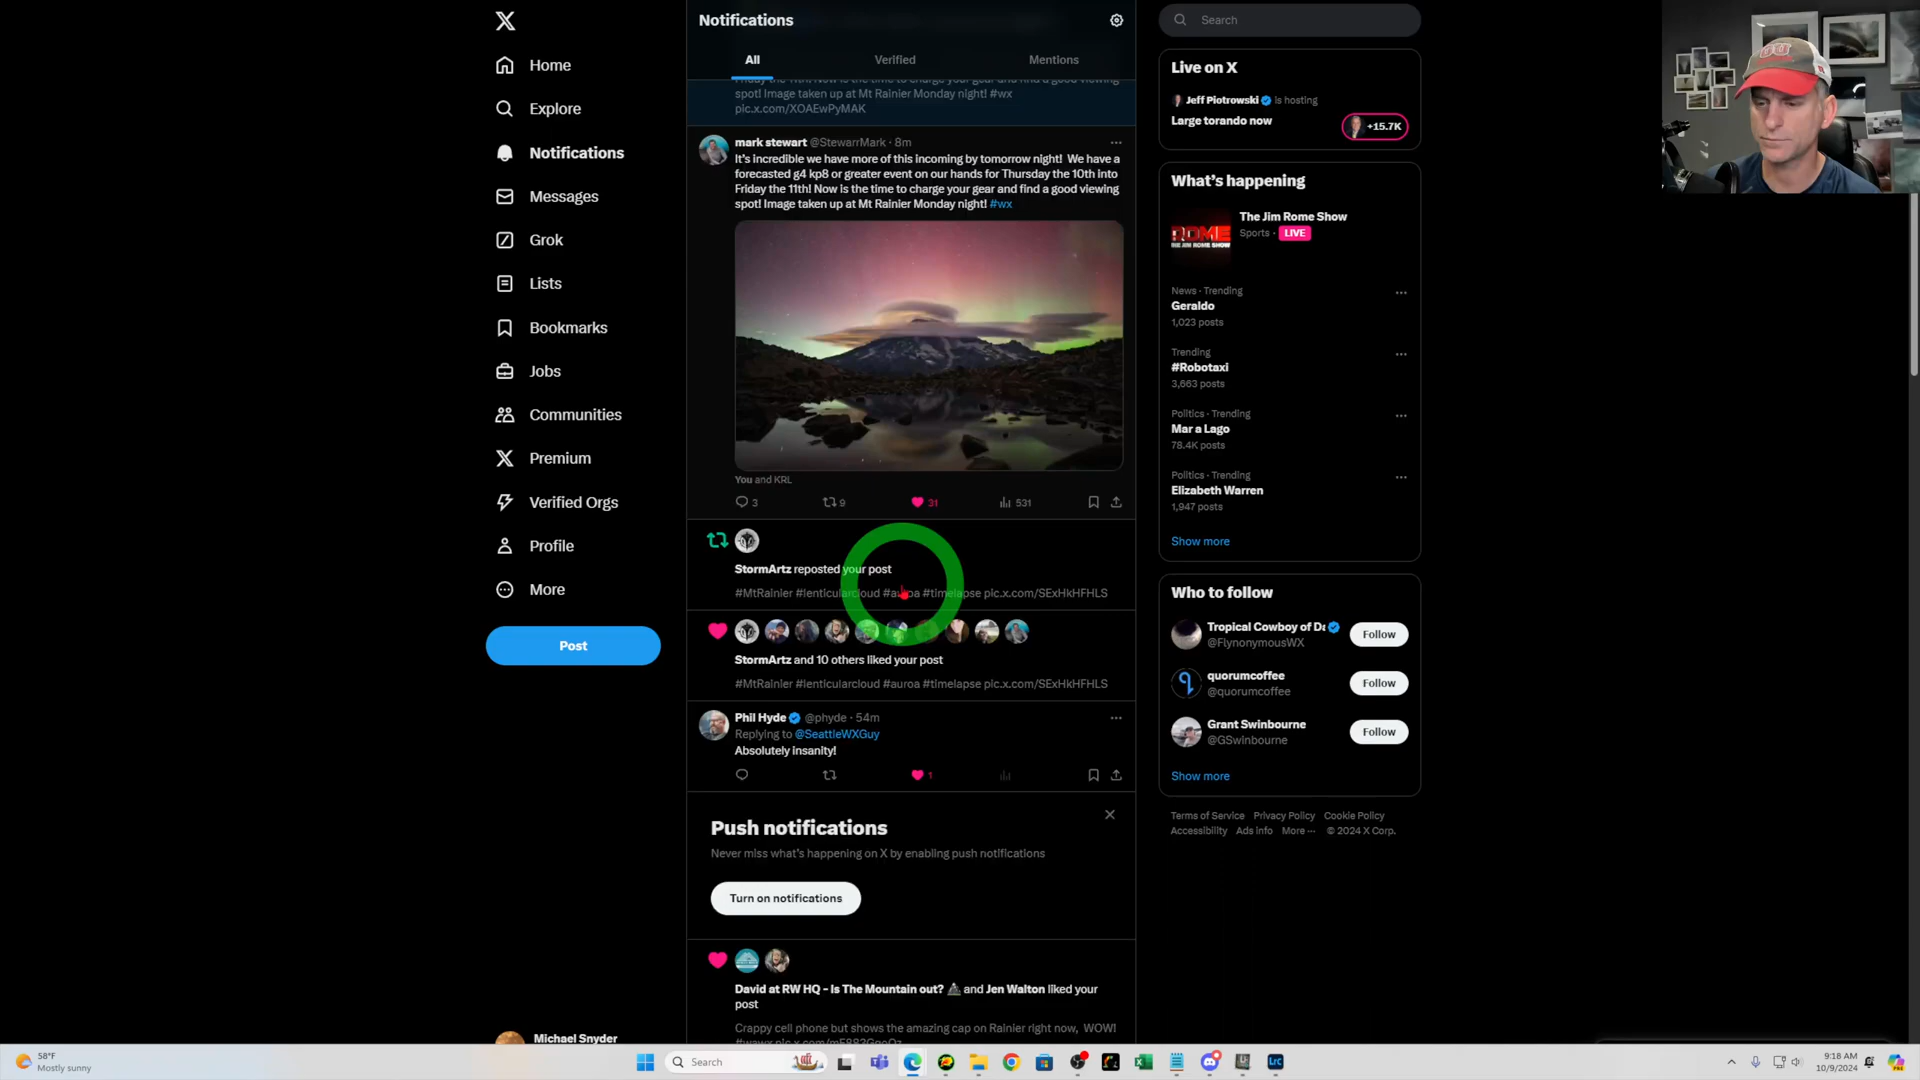 Home
Explore
Notifications
Messages
Grok
Lists
Bookmarks
Jobs
Communities
Premium
Verified Orgs
Profile
More
Post
Michael Snyder
Notifications
All
Verified
Mentions
spot! Image taken up at Mt Rainier Monday night! #wx
pic.x.com/XOAEwPyMAK
mark stewart @StewarrMark · 8m
It's incredible we have more of this incoming by tomorrow night! We have a
forecasted g4 kp8 or greater event on our hands for Thursday the 10th into
Friday the 11th! Now is the time to charge your gear and find a good viewing
spot! Image taken up at Mt Rainier Monday night! #wx
You and KRL
3
9
31
531
StormArtz reposted your post
#MtRainier #lenticularcloud #auroa #timelapse pic.x.com/SExHkHFHLS
StormArtz and 10 others liked your post
#MtRainier #lenticularcloud #auroa #timelapse pic.x.com/SExHkHFHLS
Phil Hyde @phyde · 54m
Replying to @SeattleWXGuy
Absolutely insanity!
1
Push notifications
Never miss what's happening on X by enabling push notifications
Turn on notifications
David at RW HQ - Is The Mountain out? and Jen Walton liked your
post
Crappy cell phone but shows the amazing cap on Rainier right now, WOW!
Search
Live on X
Jeff Piotrowski is hosting
Large torando now
+15.7K
What's happening
ROME
The Jim Rome Show
Sports · LIVE
News · Trending
Geraldo
1,023 posts
Trending
#Robotaxi
3,663 posts
Politics · Trending
Mar a Lago
78.4K posts
Politics · Trending
Elizabeth Warren
1,947 posts
Show more
Who to follow
Tropical Cowboy of Da
@FlynonymousWX
Follow
quorumcoffee
@quorumcoffee
Follow
Grant Swinbourne
@GSwinbourne
Follow
Show more
Terms of Service Privacy Policy Cookie Policy
Accessibility Ads info More ··· © 2024 X Corp.
58°F
Mostly sunny
Search
Lrc
9:18 AM
10/9/2024